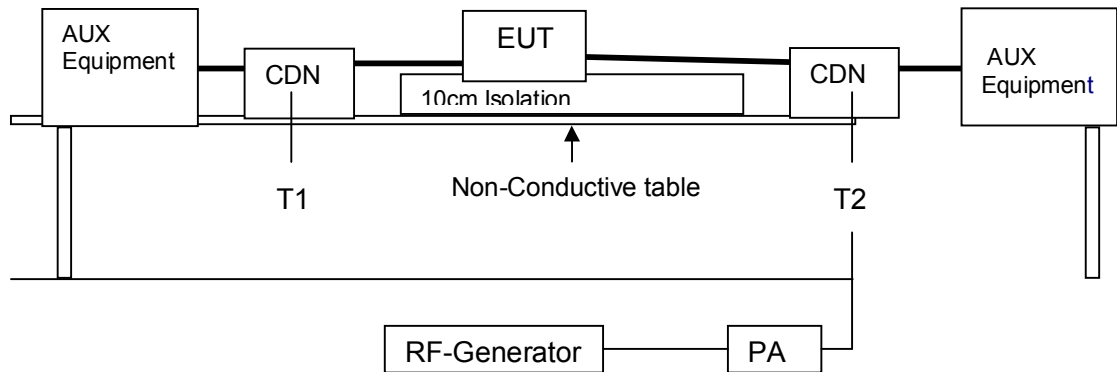 AUX
Equipment
CDN
EUT
10cm Isolation
CDN
AUX
Equipment
T1
Non-Conductive table
T2
RF-Generator
PA